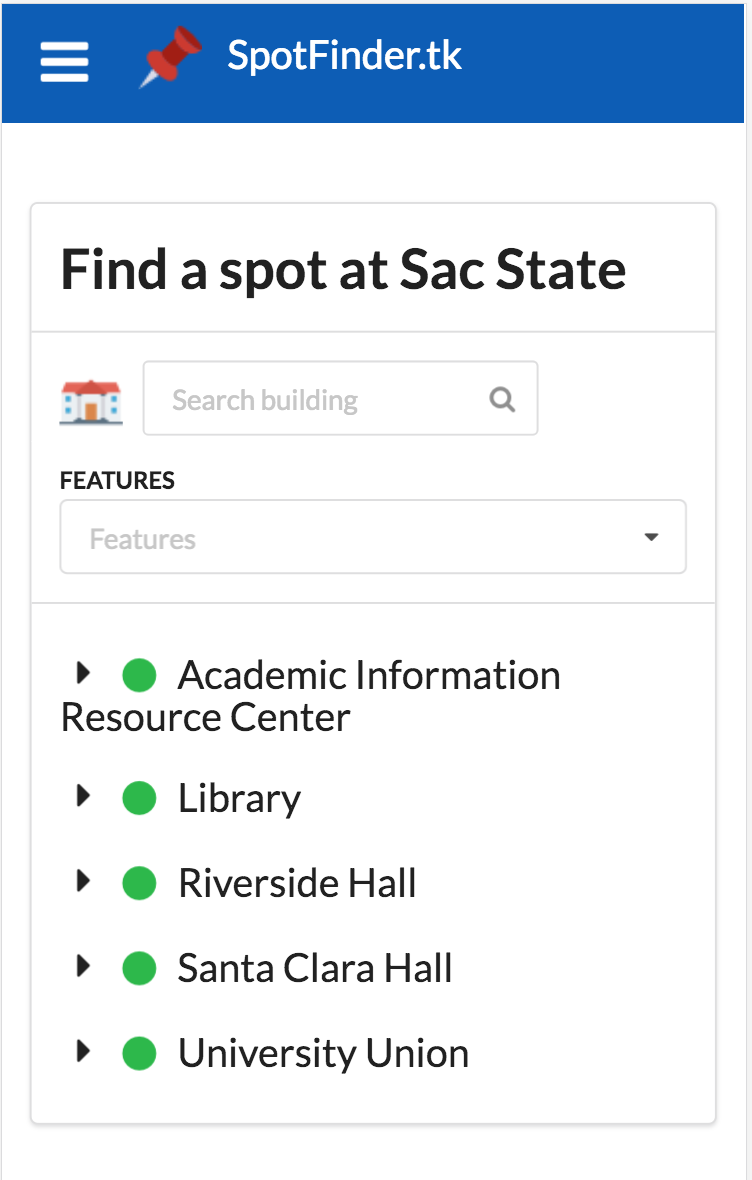 SpotFinder.tk
Find a spot at Sac State
Search building
FEATURES
Features
Academic Information
Resource Center
Library
Riverside Hall
Santa Clara Hall
University Union